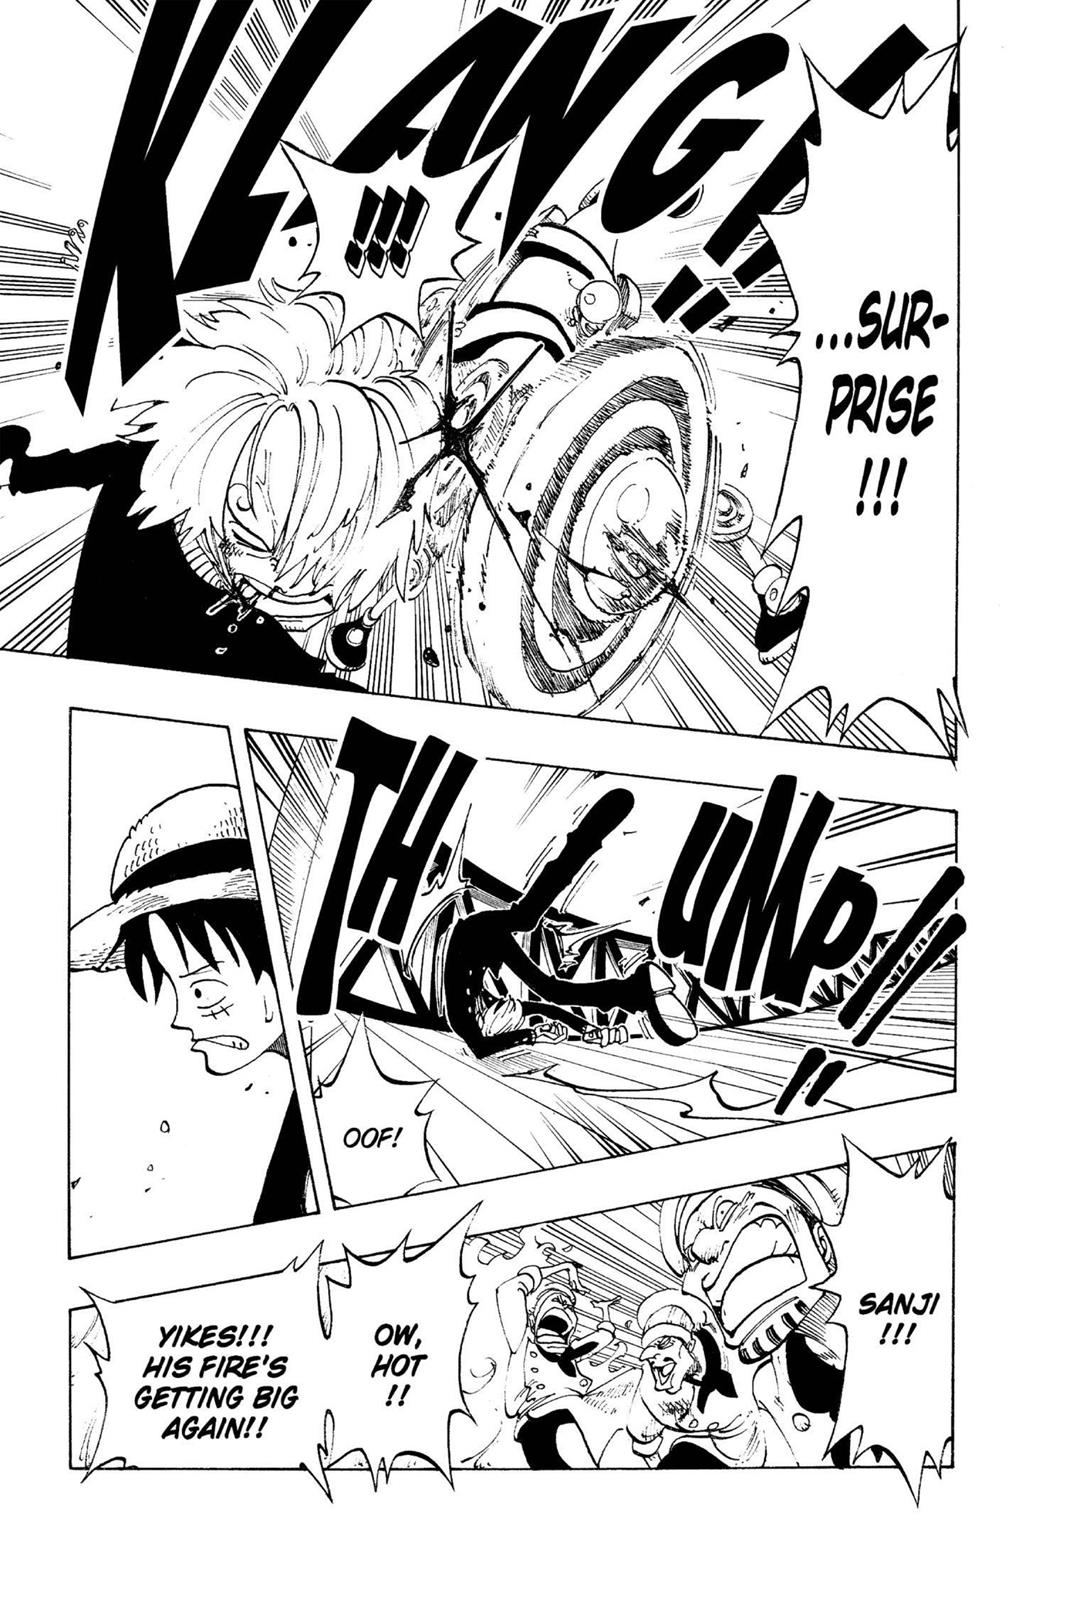 ...SUR-
PRISE
!!!
!!!
KLANG!!
THUMP!!
OOF!
SANJI
!!!
OW,
HOT
!!
YIKES!!!
HIS FIRE'S
GETTING BIG
AGAIN!!